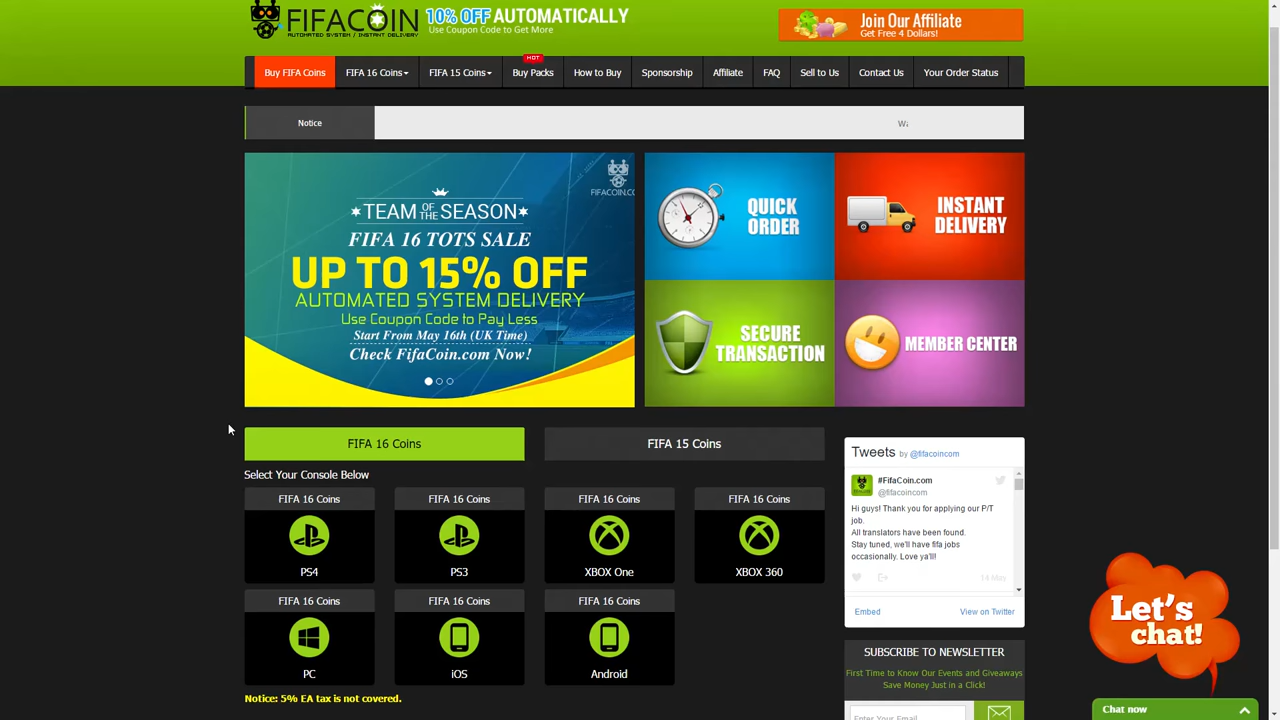 FIFACOIN
AUTOMATED SYSTEM / INSTANT DELIVERY
10% OFF AUTOMATICALLY
Use Coupon Code to Get More
Join Our Affiliate
Get Free 4 Dollars!
HOT
Buy FIFA Coins FIFA 16 Coins FIFA 15 Coins Buy Packs How to Buy Sponsorship Affiliate FAQ Sell to Us Contact Us Your Order Status
Notice
FIFACOIN.CO
TEAM OF THE SEASON
FIFA 16 TOTS SALE
UP TO 15% OFF
AUTOMATED SYSTEM DELIVERY
Use Coupon Code to Pay Less
Start From May 16th (UK Time)
Check FifaCoin.com Now!
QUICK
ORDER
INSTANT
DELIVERY
SECURE
TRANSACTION
MEMBER CENTER
FIFA 16 Coins FIFA 15 Coins
Select Your Console Below
FIFA 16 Coins FIFA 16 Coins FIFA 16 Coins FIFA 16 Coins
PS4 PS3 XBOX One XBOX 360
FIFA 16 Coins FIFA 16 Coins FIFA 16 Coins
PC iOS Android
Notice: 5% EA tax is not covered.
Tweets by @fifacoincom
#FifaCoin.com
@fifacoincom
Hi guys! Thank you for applying our P/T
job.
All translators have been found.
Stay tuned, we'll have fifa jobs
occasionally. Love ya'll!
14 May
Embed View on Twitter
SUBSCRIBE TO NEWSLETTER
First Time to Know Our Events and Giveaways
Save Money Just in a Click!
Enter Your Email
Let's
chat!
Chat now